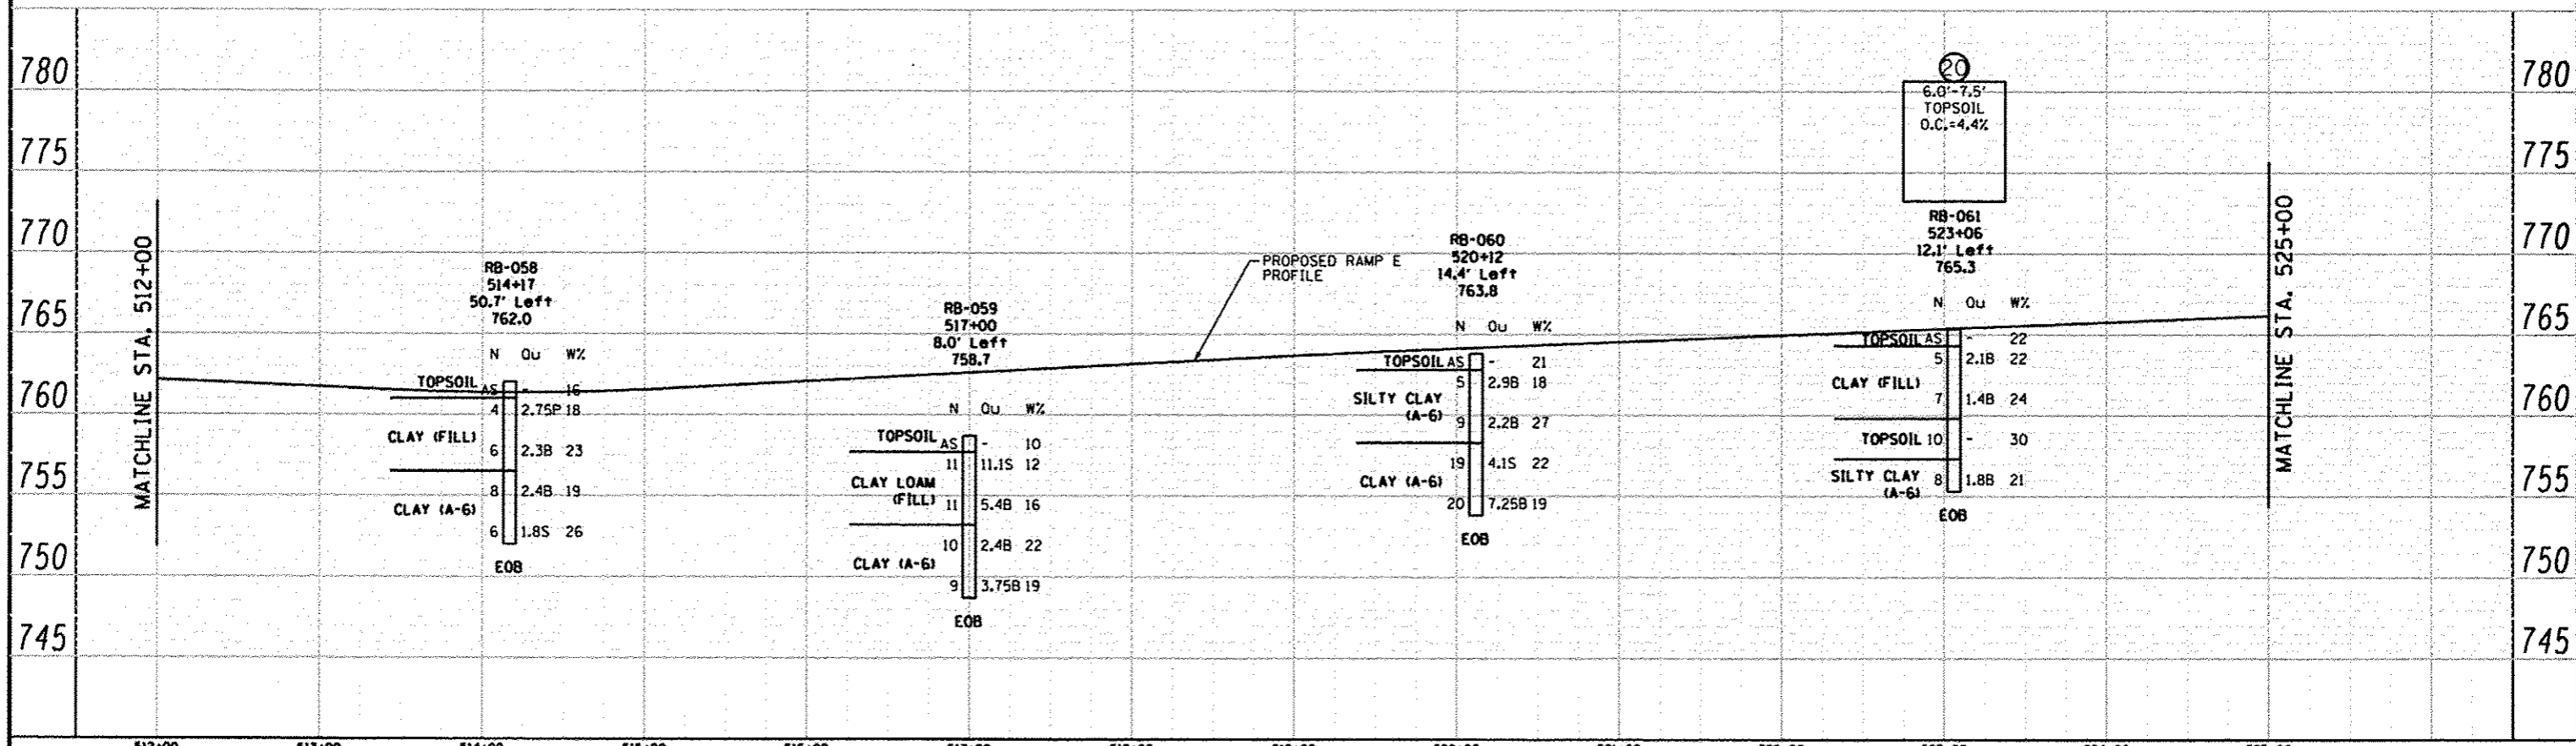 780
775
770
765
760
755
750
745
MATCHLINE STA. 512+00
RB-058
514+17
50.7' Left
762.0
N Qu W%
TOPSOIL AS - 16
4 2.75P 18
CLAY (FILL)
6 2.3B 23
8 2.4B 19
CLAY (A-6)
6 1.8S 26
EOB
RB-059
517+00
8.0' Left
758.7
N Qu W%
TOPSOIL AS - 10
11 11.1S 12
CLAY LOAM
(FILL) 11 5.4B 16
10 2.4B 22
CLAY (A-6)
9 3.75B 19
EOB
PROPOSED RAMP E
PROFILE
RB-060
520+12
14.4' Left
763.8
N Qu W%
TOPSOIL AS - 21
5 2.9B 18
SILTY CLAY
(A-6)
9 2.2B 27
19 4.1S 22
CLAY (A-6)
20 7.25B 19
EOB
20
6.0'-7.5'
TOPSOIL
O.C.=4.4%
RB-061
523+06
12.1' Left
765.3
N Qu W%
TOPSOIL AS - 22
5 2.1B 22
CLAY (FILL)
7 1.4B 24
TOPSOIL 10 - 30
SILTY CLAY 8 1.8B 21
(A-6)
EOB
MATCHLINE STA. 525+00
780
775
770
765
760
755
750
745